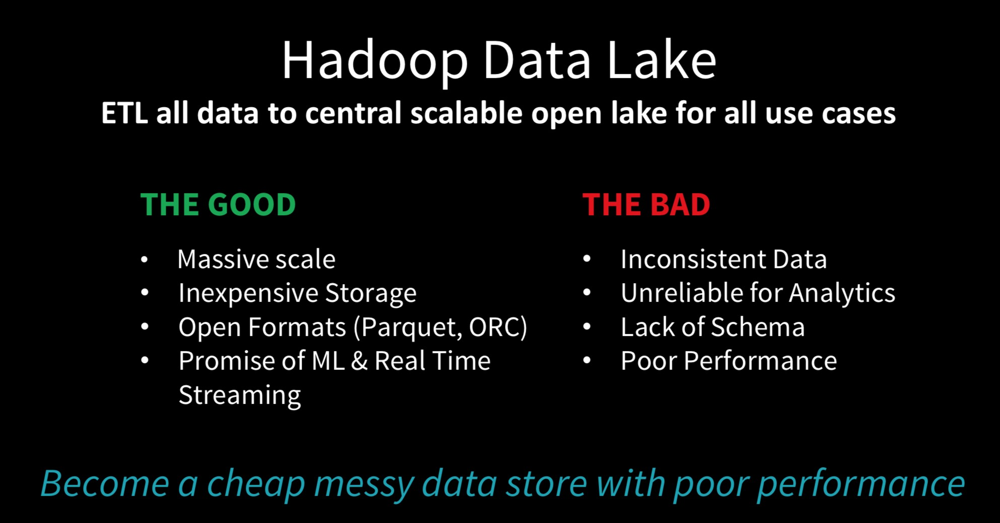 Hadoop Data Lake
ETL all data to central scalable open lake for all use cases
THE GOOD
• Massive scale
• Inexpensive Storage
• Open Formats (Parquet, ORC)
• Promise of ML & Real Time
Streaming
THE BAD
• Inconsistent Data
• Unreliable for Analytics
• Lack of Schema
• Poor Performance
Become a cheap messy data store with poor performance